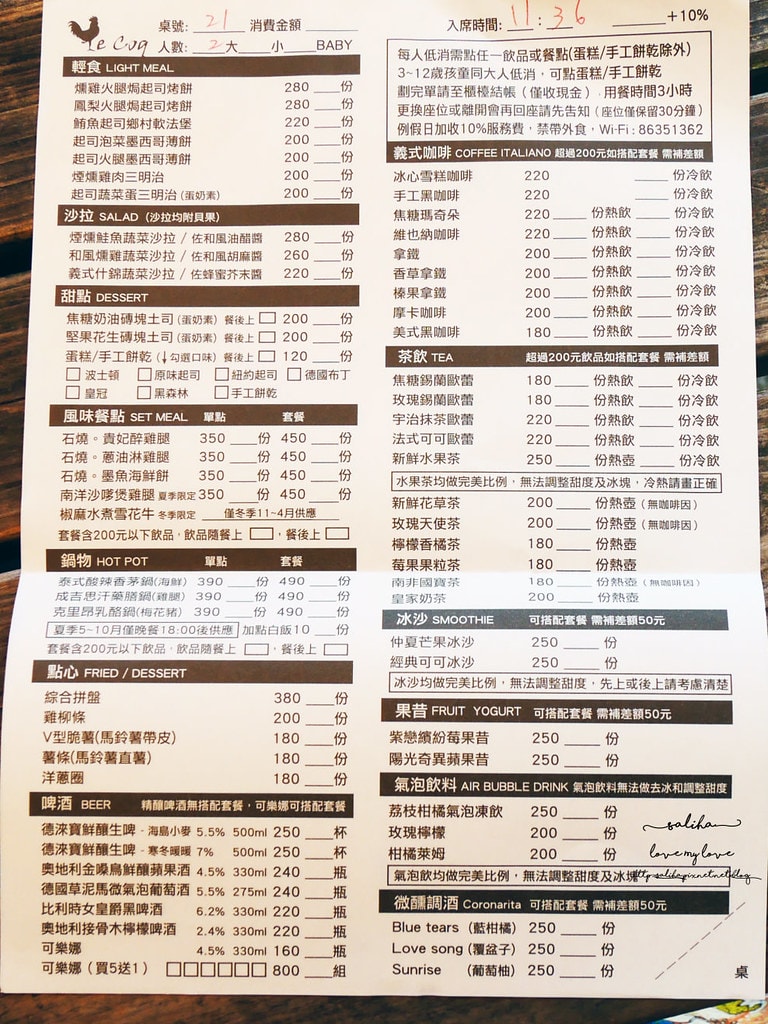 Le Coq
桌號: 21 消費金額
人數: 2 大 小 BABY
輕食 LIGHT MEAL
燻雞火腿焗起司烤餅 280 份
鳳梨火腿焗起司烤餅 280 份
鮪魚起司鄉村軟法堡 220 份
起司泡菜墨西哥薄餅 200 份
起司火腿墨西哥薄餅 200 份
煙燻雞肉三明治 200 份
起司蔬菜蛋三明治 (蛋奶素) 200 份
沙拉 SALAD (沙拉均附貝果)
煙燻鮭魚蔬菜沙拉 / 佐和風油醋醬 280 份
和風燻雞蔬菜沙拉 / 佐和風胡麻醬 260 份
義式什錦蔬菜沙拉 / 佐蜂蜜芥末醬 220 份
甜點 DESSERT
焦糖奶油磚塊土司 (蛋奶素) 餐後上 □ 200 份
堅果花生磚塊土司 (蛋奶素) 餐後上 □ 200 份
蛋糕/手工餅乾 (↓勾選口味) 餐後上 □ 120 份
□ 波士頓 □ 原味起司 □ 紐約起司 □ 德國布丁
□ 皇冠 □ 黑森林 □ 手工餅乾
風味餐點 SET MEAL 單點 套餐
石燒。貴妃醉雞腿 350 份 450 份
石燒。蔥油淋雞腿 350 份 450 份
石燒。墨魚海鮮餅 350 份 450 份
南洋沙嗲煲雞腿 夏季限定 350 份 450 份
椒麻水煮雪花牛 冬季限定 僅冬季11~4月供應
套餐含200元以下飲品，飲品隨餐上 □，餐後上 □
鍋物 HOT POT 單點 套餐
泰式酸辣香茅鍋(海鮮) 390 份 490 份
成吉思汗藥膳鍋(雞腿) 390 份 490 份
克里昂乳酪鍋(梅花豬) 390 份 490 份
夏季5~10月僅晚餐18:00後供應 加點白飯10 份
套餐含200元以下飲品，飲品隨餐上 □，餐後上 □
點心 FRIED / DESSERT
綜合拼盤 380 份
雞柳條 200 份
V型脆薯(馬鈴薯帶皮) 180 份
薯條(馬鈴薯直薯) 180 份
洋蔥圈 180 份
啤酒 BEER 精釀啤酒無搭配套餐，可樂娜可搭配套餐
德淶寶鮮釀生啤 - 海島小麥 5.5% 500ml 250 杯
德淶寶鮮釀生啤 - 寒冬暖暖 7% 500ml 250 杯
奧地利金嗓鳥鮮釀蘋果酒 4.5% 330ml 240 瓶
德國草泥馬微氣泡葡萄酒 5.5% 275ml 240 瓶
比利時女皇爵黑啤酒 6.2% 330ml 220 瓶
奧地利接骨木檸檬啤酒 2.4% 330ml 220 瓶
可樂娜 4.5% 330ml 160 瓶
可樂娜（買5送1） □□□□□□ 800 組
入席時間: 11 : 36 +10%
每人低消需點任一飲品或餐點(蛋糕/手工餅乾除外)
3~12歲孩童同大人低消，可點蛋糕/手工餅乾
劃完單請至櫃檯結帳（僅收現金），用餐時間3小時
更換座位或離開會再回座請先告知（座位僅保留30分鐘）
例假日加收10%服務費，禁帶外食，Wi-Fi : 86351362
義式咖啡 COFFEE ITALIANO 超過200元如搭配套餐 需補差額
冰心雪糕咖啡 220 份冷飲
手工黑咖啡 220 份冷飲
焦糖瑪奇朵 220 份熱飲 份冷飲
維也納咖啡 220 份熱飲 份冷飲
拿鐵 200 份熱飲 份冷飲
香草拿鐵 200 份熱飲 份冷飲
榛果拿鐵 200 份熱飲 份冷飲
摩卡咖啡 200 份熱飲 份冷飲
美式黑咖啡 180 份熱飲 份冷飲
茶飲 TEA 超過200元飲品如搭配套餐 需補差額
焦糖錫蘭歐蕾 180 份熱飲 份冷飲
玫瑰錫蘭歐蕾 180 份熱飲 份冷飲
宇治抹茶歐蕾 220 份熱飲 份冷飲
法式可可歐蕾 220 份熱飲 份冷飲
新鮮水果茶 250 份熱壺 份冷飲
水果茶均做完美比例，無法調整甜度及冰塊，冷熱請畫正確
新鮮花草茶 200 份熱壺 (無咖啡因)
玫瑰天使茶 200 份熱壺 (無咖啡因)
檸檬香橘茶 180 份熱壺
莓果果粒茶 180 份熱壺
南非國寶茶 180 份熱壺 (無咖啡因)
皇家奶茶 200 份熱壺
冰沙 SMOOTHIE 可搭配套餐 需補差額50元
仲夏芒果冰沙 250 份
經典可可冰沙 250 份
冰沙均做完美比例，無法調整甜度，先上或後上請考慮清楚
果昔 FRUIT YOGURT 可搭配套餐 需補差額50元
紫戀繽紛莓果昔 250 份
陽光奇異蘋果昔 250 份
氣泡飲料 AIR BUBBLE DRINK 氣泡飲料無法做去冰和調整甜度
荔枝柑橘氣泡凍飲 250 份
玫瑰檸檬 200 份
柑橘萊姆 200 份
氣泡飲均做完美比例，無法調整甜度及冰塊
saliha
love my love
微醺調酒 Coronarita 可搭配套餐 需補差額50元
Blue tears (藍柑橘) 250 份
Love song (覆盆子) 250 份
Sunrise (葡萄柚) 250 份
桌